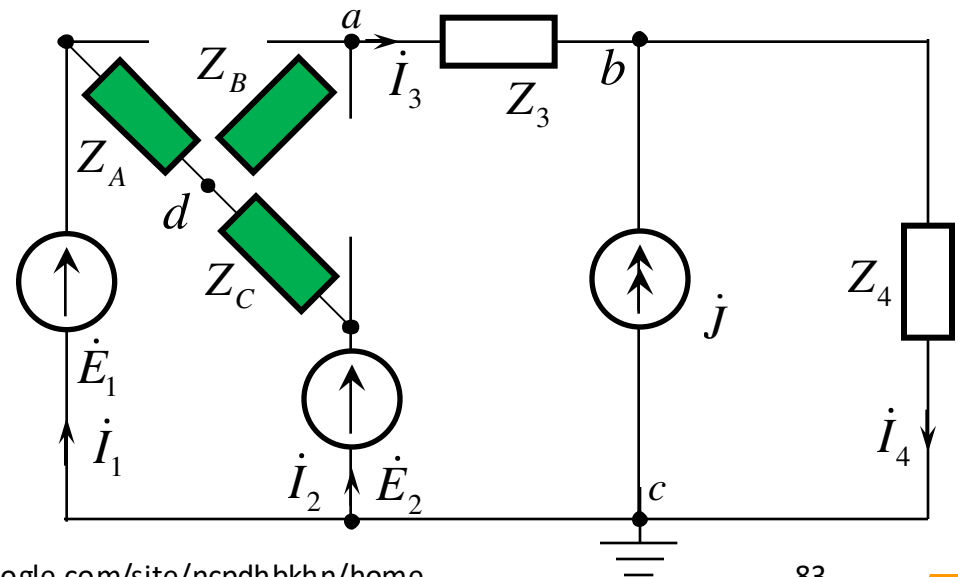 a
Z_B
İ_3
Z_3
b
Z_A
d
Z_C
Z_4
J̇
Ė_1
İ_1
İ_2
Ė_2
c
İ_4
ogle.com/site/ncpdhbkhn/home
83